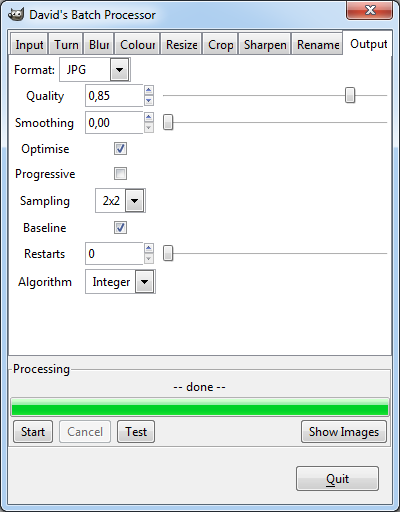 David's Batch Processor
Input Turn Blur Colour Resize Crop Sharpen Rename Output
Format: JPG
Quality 0,85
Smoothing 0,00
Optimise
Progressive
Sampling 2x2
Baseline
Restarts 0
Algorithm Integer
Processing
-- done --
Start Cancel Test Show Images
Quit